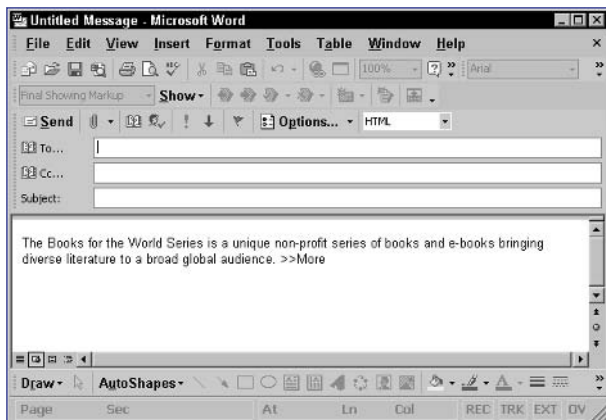 Untitled Message - Microsoft Word
File Edit View Insert Format Tools Table Window Help
100% Arial
Final Showing Markup Show
Send Options... HTML
To...
Cc...
Subject:
The Books for the World Series is a unique non-profit series of books and e-books bringing
diverse literature to a broad global audience. >>More
Draw AutoShapes
Page Sec At Ln Col REC TRK EXT OV